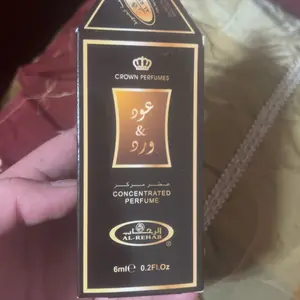 CROWN PERFUMES
عود
&
ورد
عطر مركز
CONCENTRATED
PERFUME
الرحاب
AL-REHAB
®
6ml℮ 0.2Fl.Oz